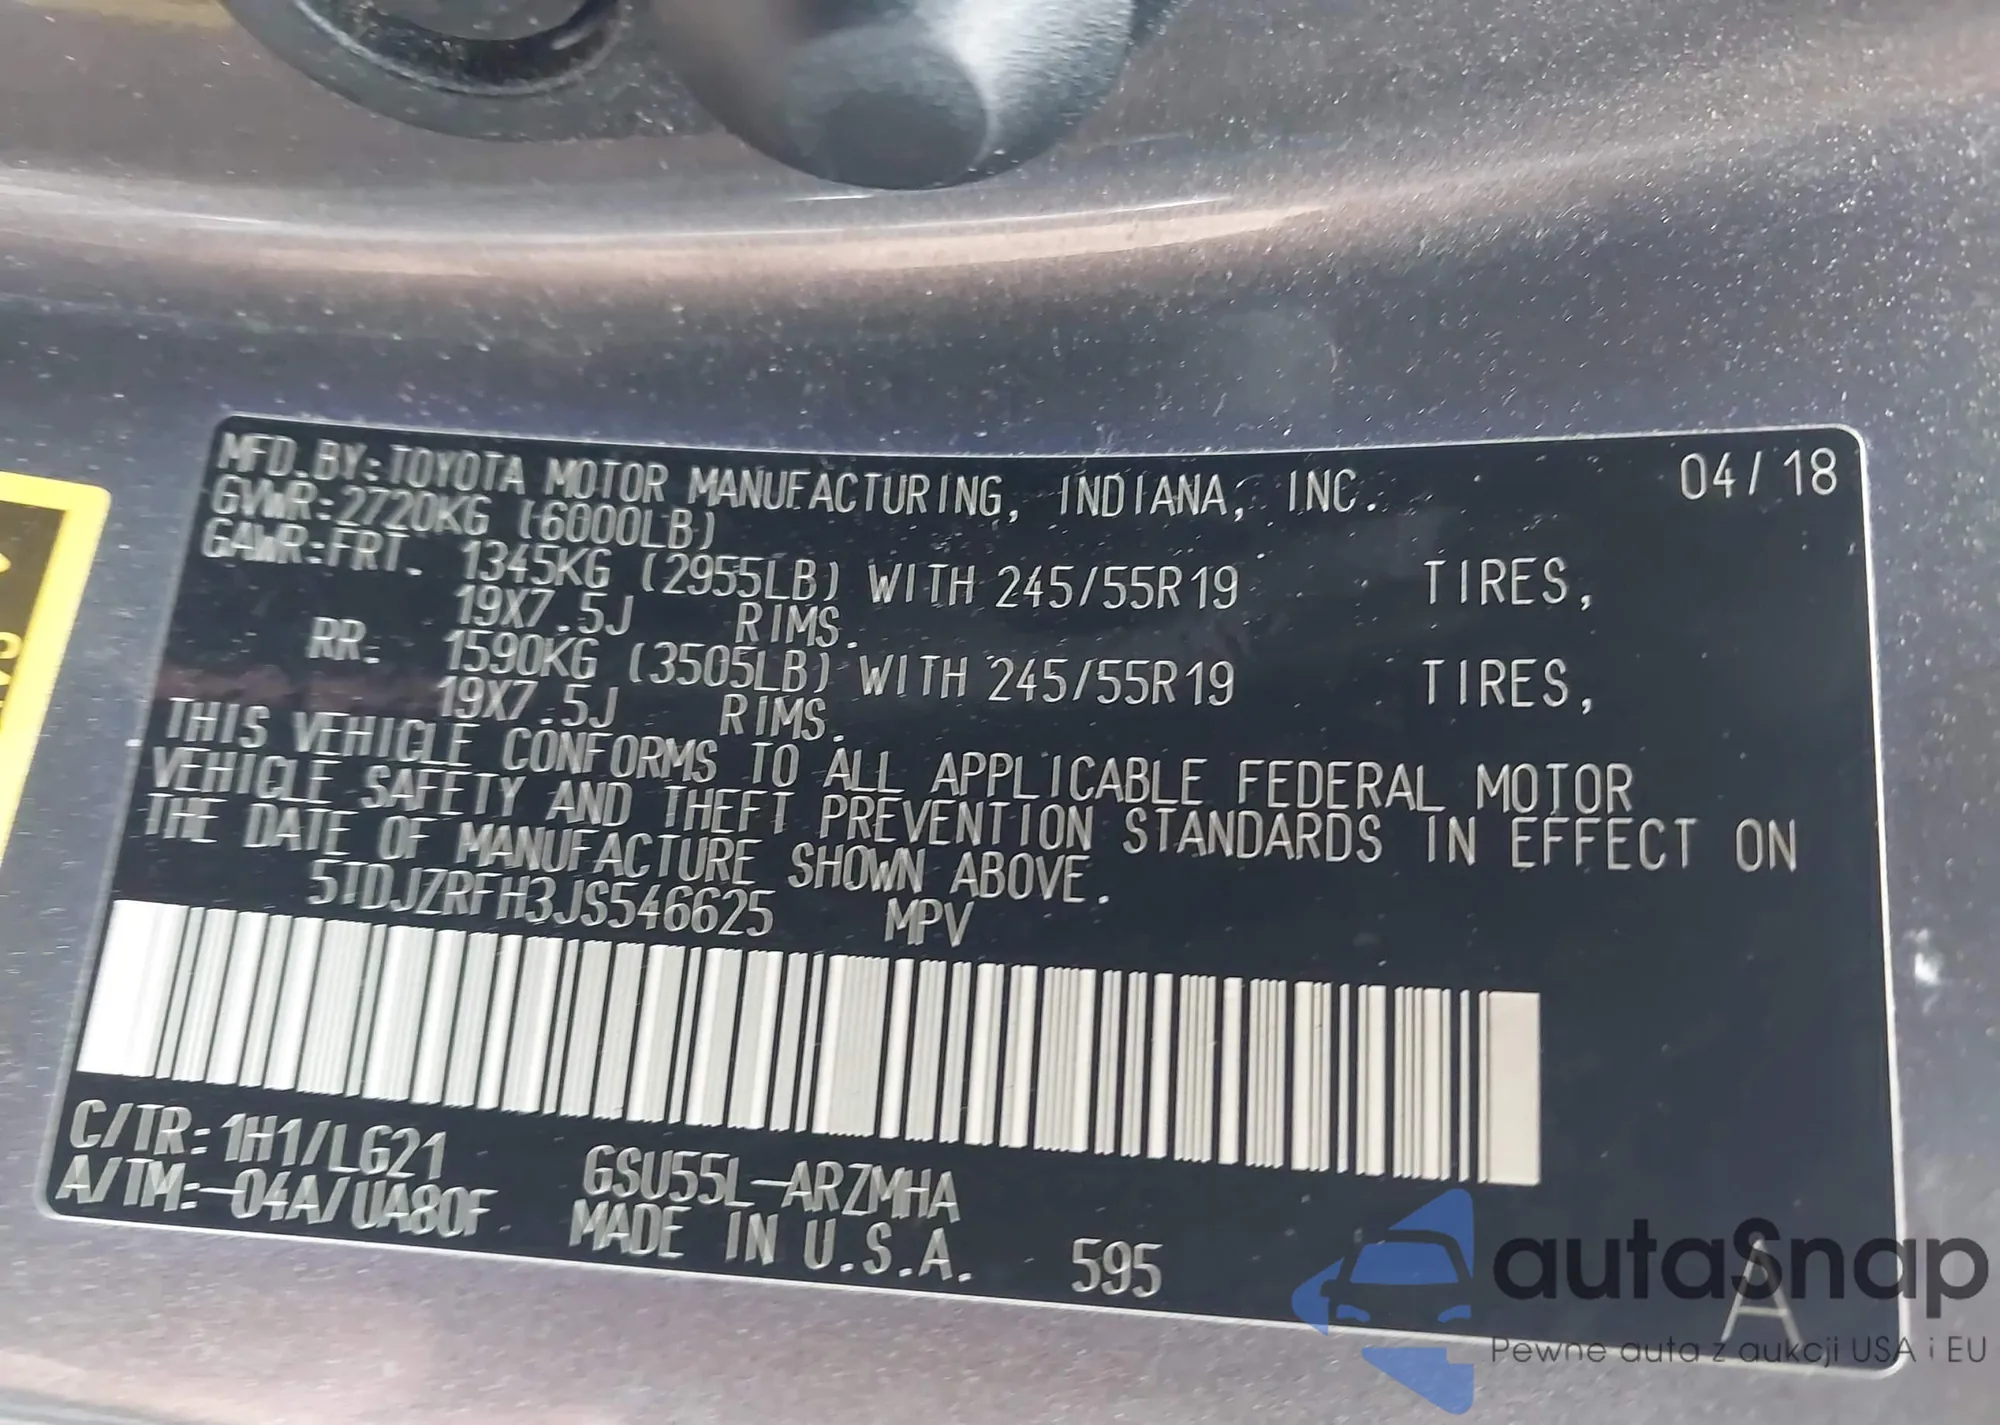 MFD.BY:TOYOTA MOTOR MANUFACTURING, INDIANA, INC. 04/18
GVWR:2720KG (6000LB)
GAWR:FRT. 1345KG (2955LB) WITH 245/55R19 TIRES,
19X7.5J RIMS.
RR. 1590KG (3505LB) WITH 245/55R19 TIRES,
19X7.5J RIMS.
THIS VEHICLE CONFORMS TO ALL APPLICABLE FEDERAL MOTOR
VEHICLE SAFETY AND THEFT PREVENTION STANDARDS IN EFFECT ON
THE DATE OF MANUFACTURE SHOWN ABOVE.
5TDJZRFH3JS546625 MPV
C/TR:1H1/LG21 GSU55L-ARZMHA
A/TM:-04A/UA80F MADE IN U.S.A. 595
A
autaSnap
Pewne auta z aukcji USA i EU